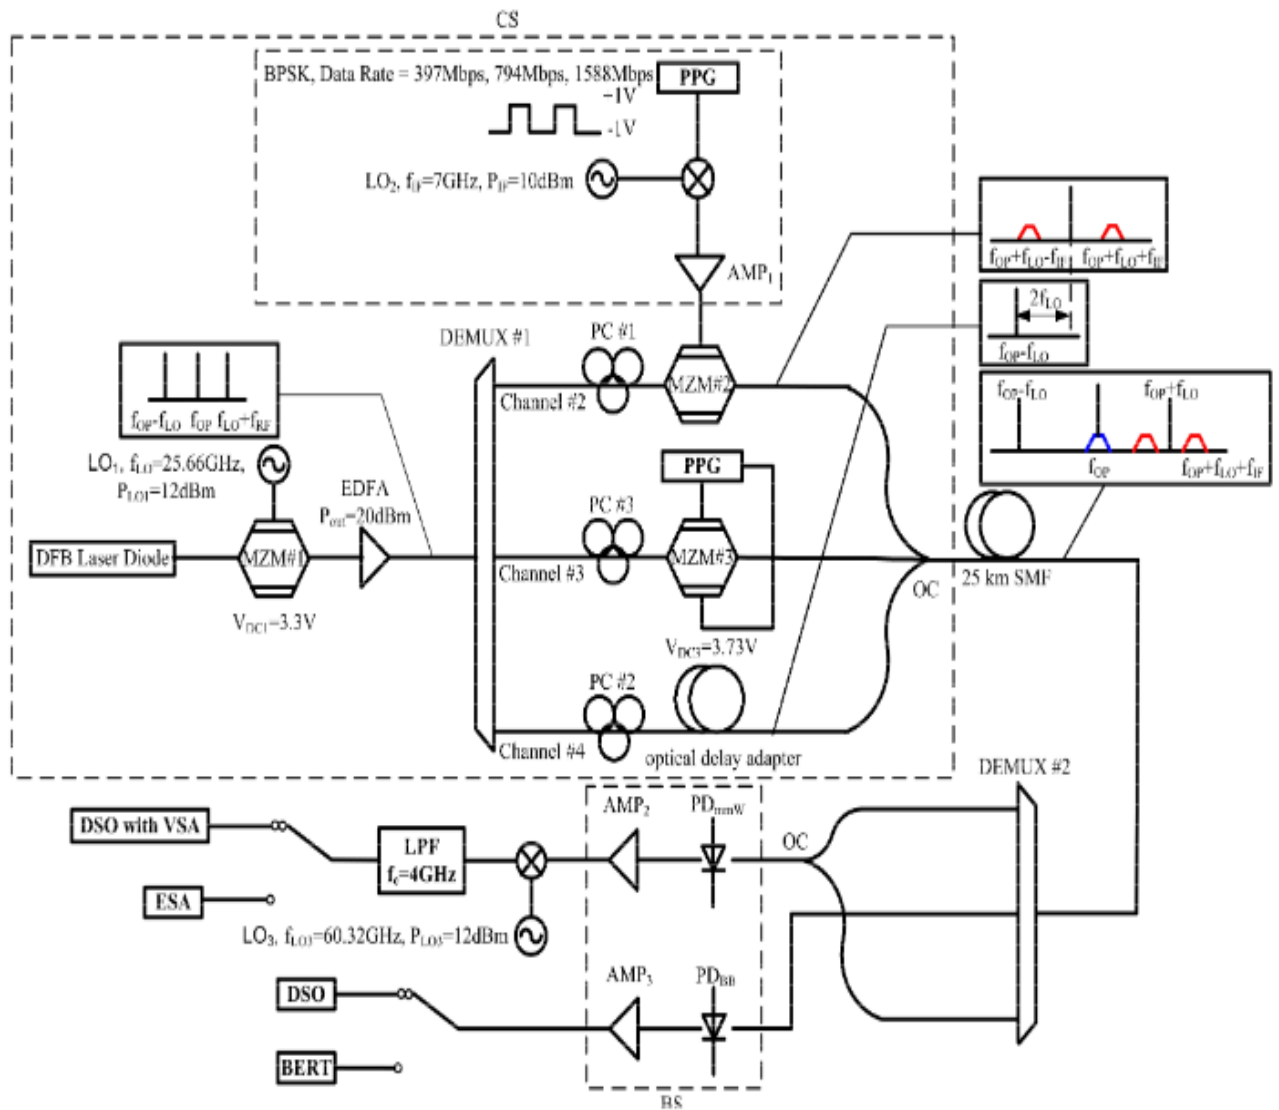 CS
BPSK, Data Rate = 397Mbps, 794Mbps, 1588Mbps
PPG
-1V
LO2, fIF=7GHz, PIF=10dBm
AMP1
fOP+fLO-fIF fOP+fLO+fIF
2fLO
fOP-fLO
fOP-fLO fOP+fLO
fOP fOP+fLO+fIF
DEMUX #1
PC #1
MZM#2
Channel #2
fOP-fLO fOP fLO+fRF
LO1, fLO=25.66GHz,
PLO1=12dBm
EDFA
Pout=20dBm
PPG
PC #3
DFB Laser Diode
MZM#1
MZM#3
Channel #3
OC
25 km SMF
VDC1=3.3V
VDC3=3.73V
PC #2
Channel #4
optical delay adapter
DEMUX #2
AMP2
PDmmW
OC
DSO with VSA
LPF
fc=4GHz
ESA
LO3, fLO3=60.32GHz, PLO3=12dBm
AMP3
PDBB
DSO
BERT
BS